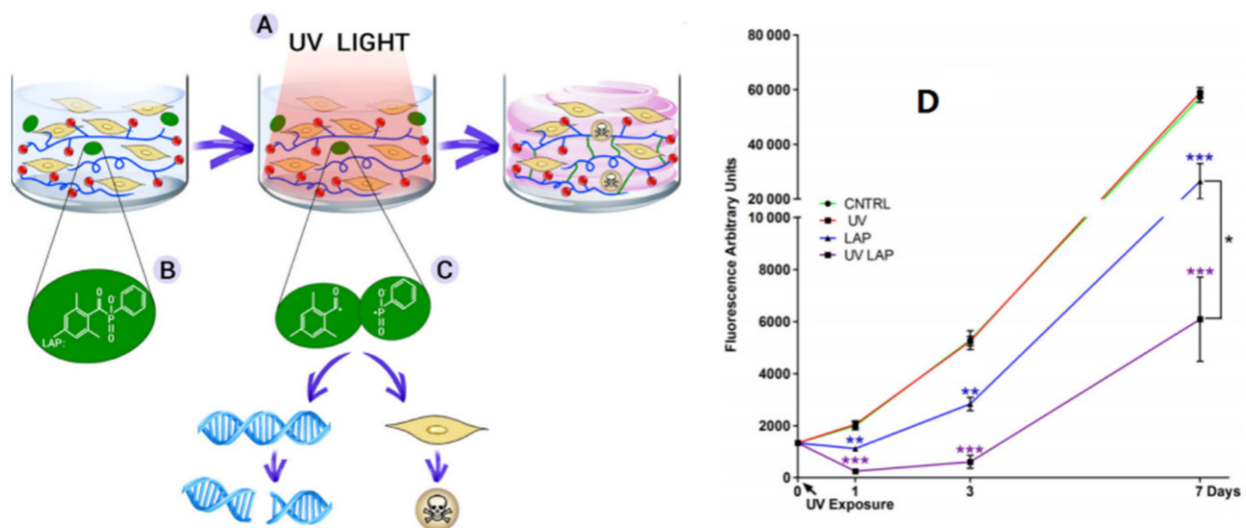 A
UV LIGHT
B
O
O⁻
P
O
LAP:
C
O
O⁻
P
O
D
80 000
60 000
40 000
20 000
10 000
8000
6000
4000
2000
0
Fluorescence Arbitrary Units
CNTRL
UV
LAP
UV LAP
***
*
***
**
***
**
***
0 1 3 7 Days
UV Exposure